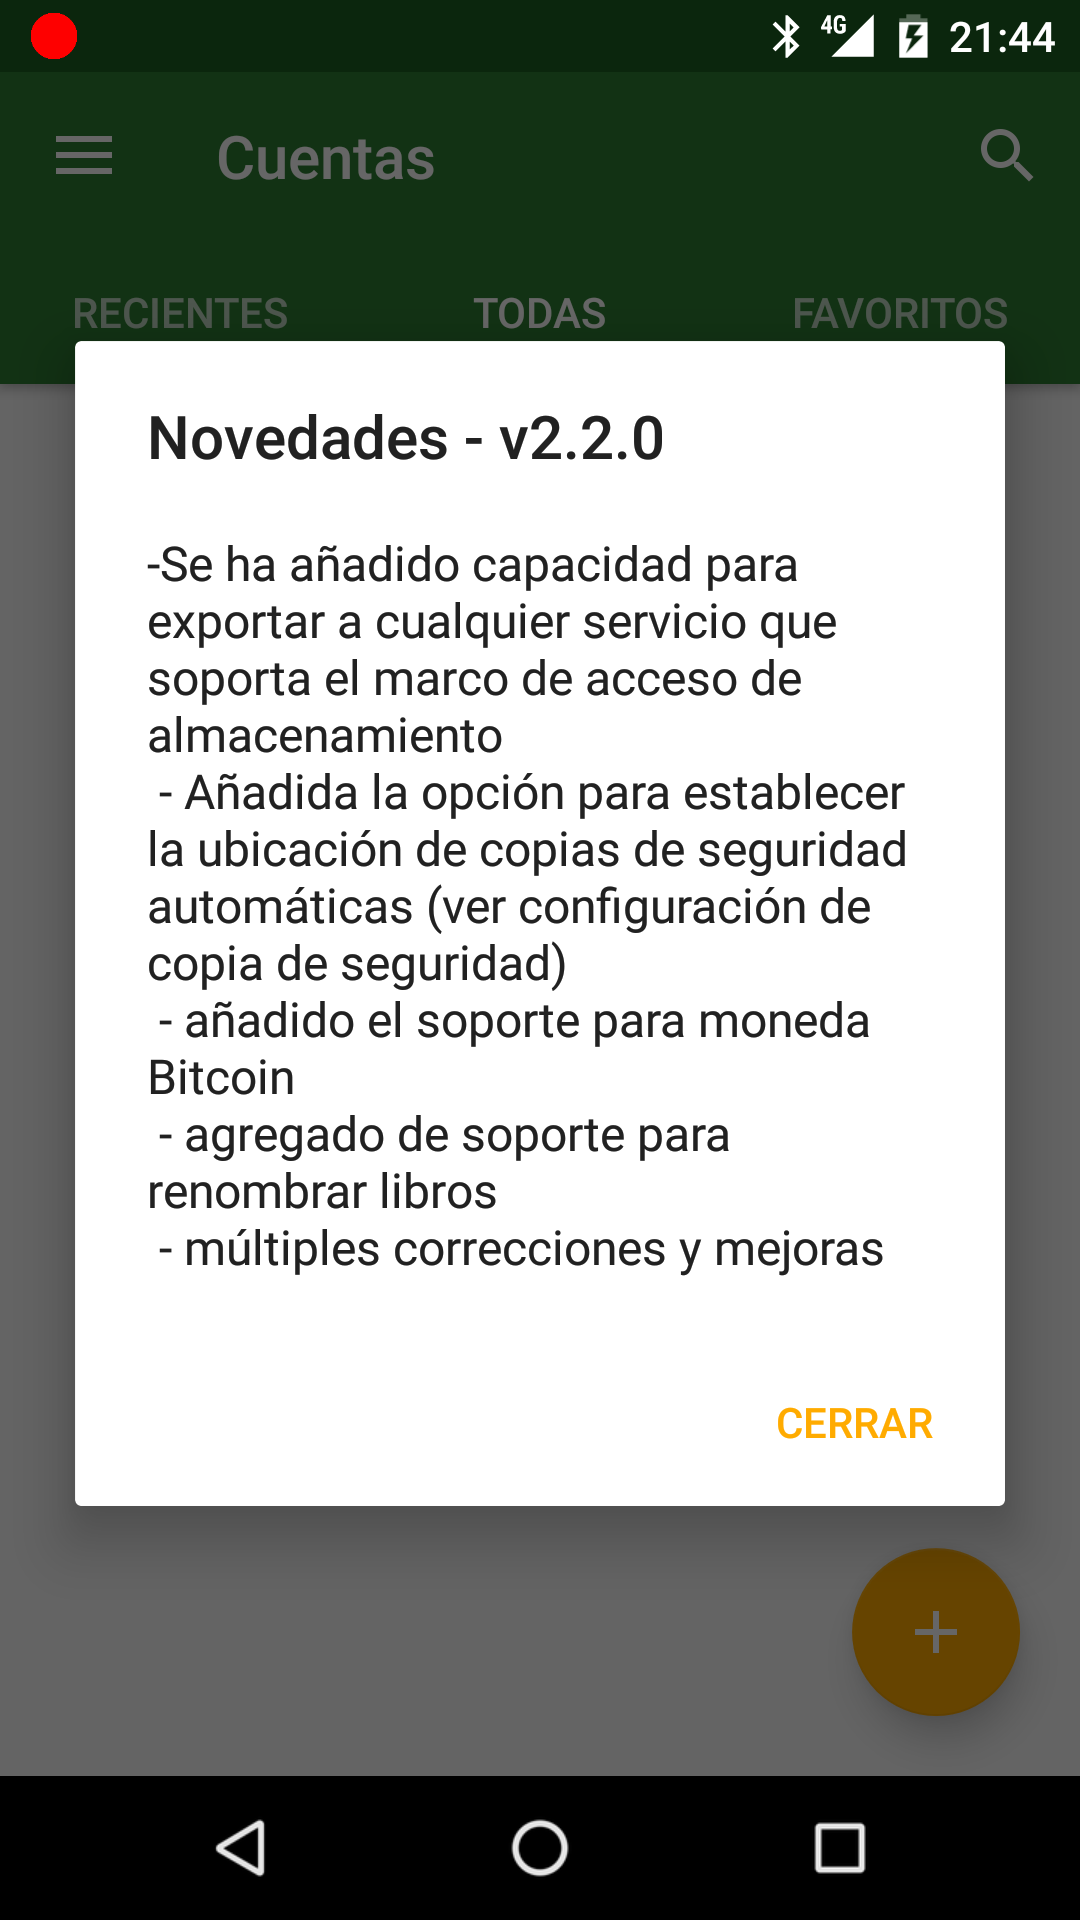 4G 21:44
Cuentas
RECIENTES TODAS FAVORITOS
Novedades - v2.2.0
-Se ha añadido capacidad para
exportar a cualquier servicio que
soporta el marco de acceso de
almacenamiento
- Añadida la opción para establecer
la ubicación de copias de seguridad
automáticas (ver configuración de
copia de seguridad)
- añadido el soporte para moneda
Bitcoin
- agregado de soporte para
renombrar libros
- múltiples correcciones y mejoras
CERRAR